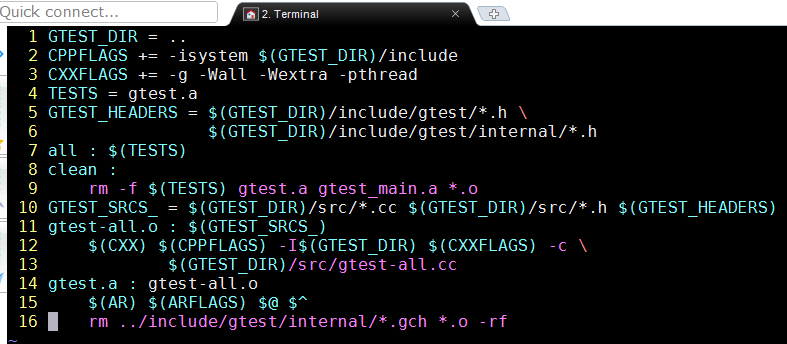 Quick connect...
2. Terminal
1 GTEST_DIR = ..
2 CPPFLAGS += -isystem $(GTEST_DIR)/include
3 CXXFLAGS += -g -Wall -Wextra -pthread
4 TESTS = gtest.a
5 GTEST_HEADERS = $(GTEST_DIR)/include/gtest/*.h \
6                 $(GTEST_DIR)/include/gtest/internal/*.h
7 all : $(TESTS)
8 clean :
9     rm -f $(TESTS) gtest.a gtest_main.a *.o
10 GTEST_SRCS_ = $(GTEST_DIR)/src/*.cc $(GTEST_DIR)/src/*.h $(GTEST_HEADERS)
11 gtest-all.o : $(GTEST_SRCS_)
12     $(CXX) $(CPPFLAGS) -I$(GTEST_DIR) $(CXXFLAGS) -c \
13             $(GTEST_DIR)/src/gtest-all.cc
14 gtest.a : gtest-all.o
15     $(AR) $(ARFLAGS) $@ $^
16     rm ../include/gtest/internal/*.gch *.o -rf
~